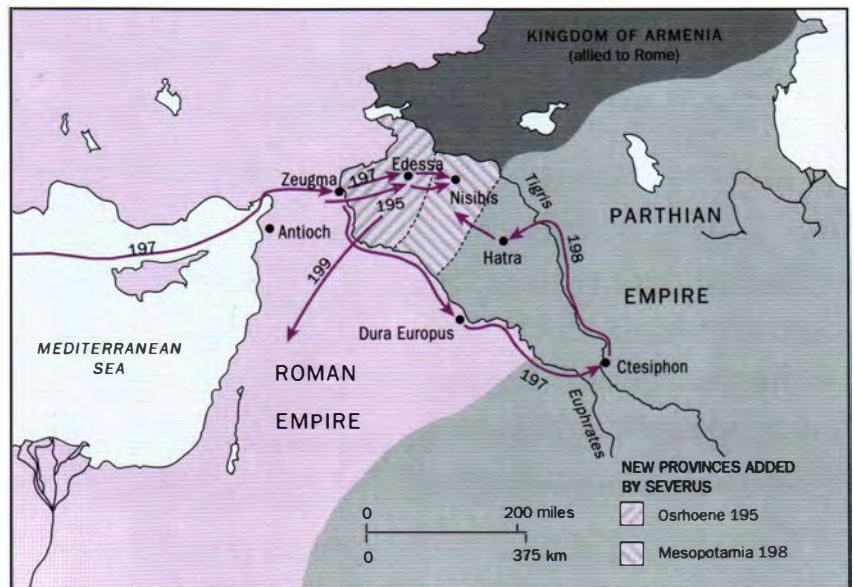 KINGDOM OF ARMENIA
(allied to Rome)
Zeugma
197
Edessa
195
Nisibis
Tigris
PARTHIAN
EMPIRE
Antioch
197
199
Hatra
198
Dura Europus
MEDITERRANEAN
SEA
ROMAN
EMPIRE
197
Ctesiphon
Euphrates
NEW PROVINCES ADDED
BY SEVERUS
0 200 miles
0 375 km
Osrhoene 195
Mesopotamia 198